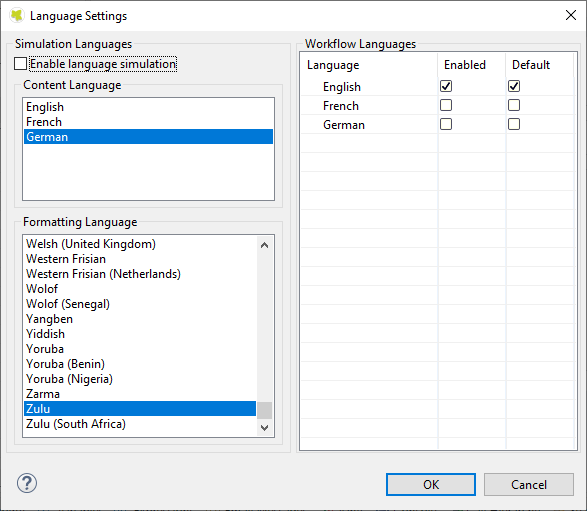 Language Settings
Simulation Languages
Enable language simulation
Content Language
English
French
German
Formatting Language
Welsh (United Kingdom)
Western Frisian
Western Frisian (Netherlands)
Wolof
Wolof (Senegal)
Yangben
Yiddish
Yoruba
Yoruba (Benin)
Yoruba (Nigeria)
Zarma
Zulu
Zulu (South Africa)
Workflow Languages
Language Enabled Default
English
French
German
?
OK Cancel